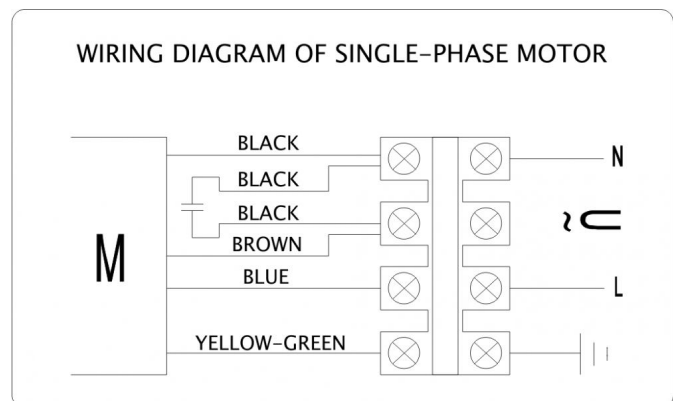 WIRING DIAGRAM OF SINGLE-PHASE MOTOR
BLACK
N
BLACK
BLACK
~U
BROWN
M
BLUE
L
YELLOW-GREEN